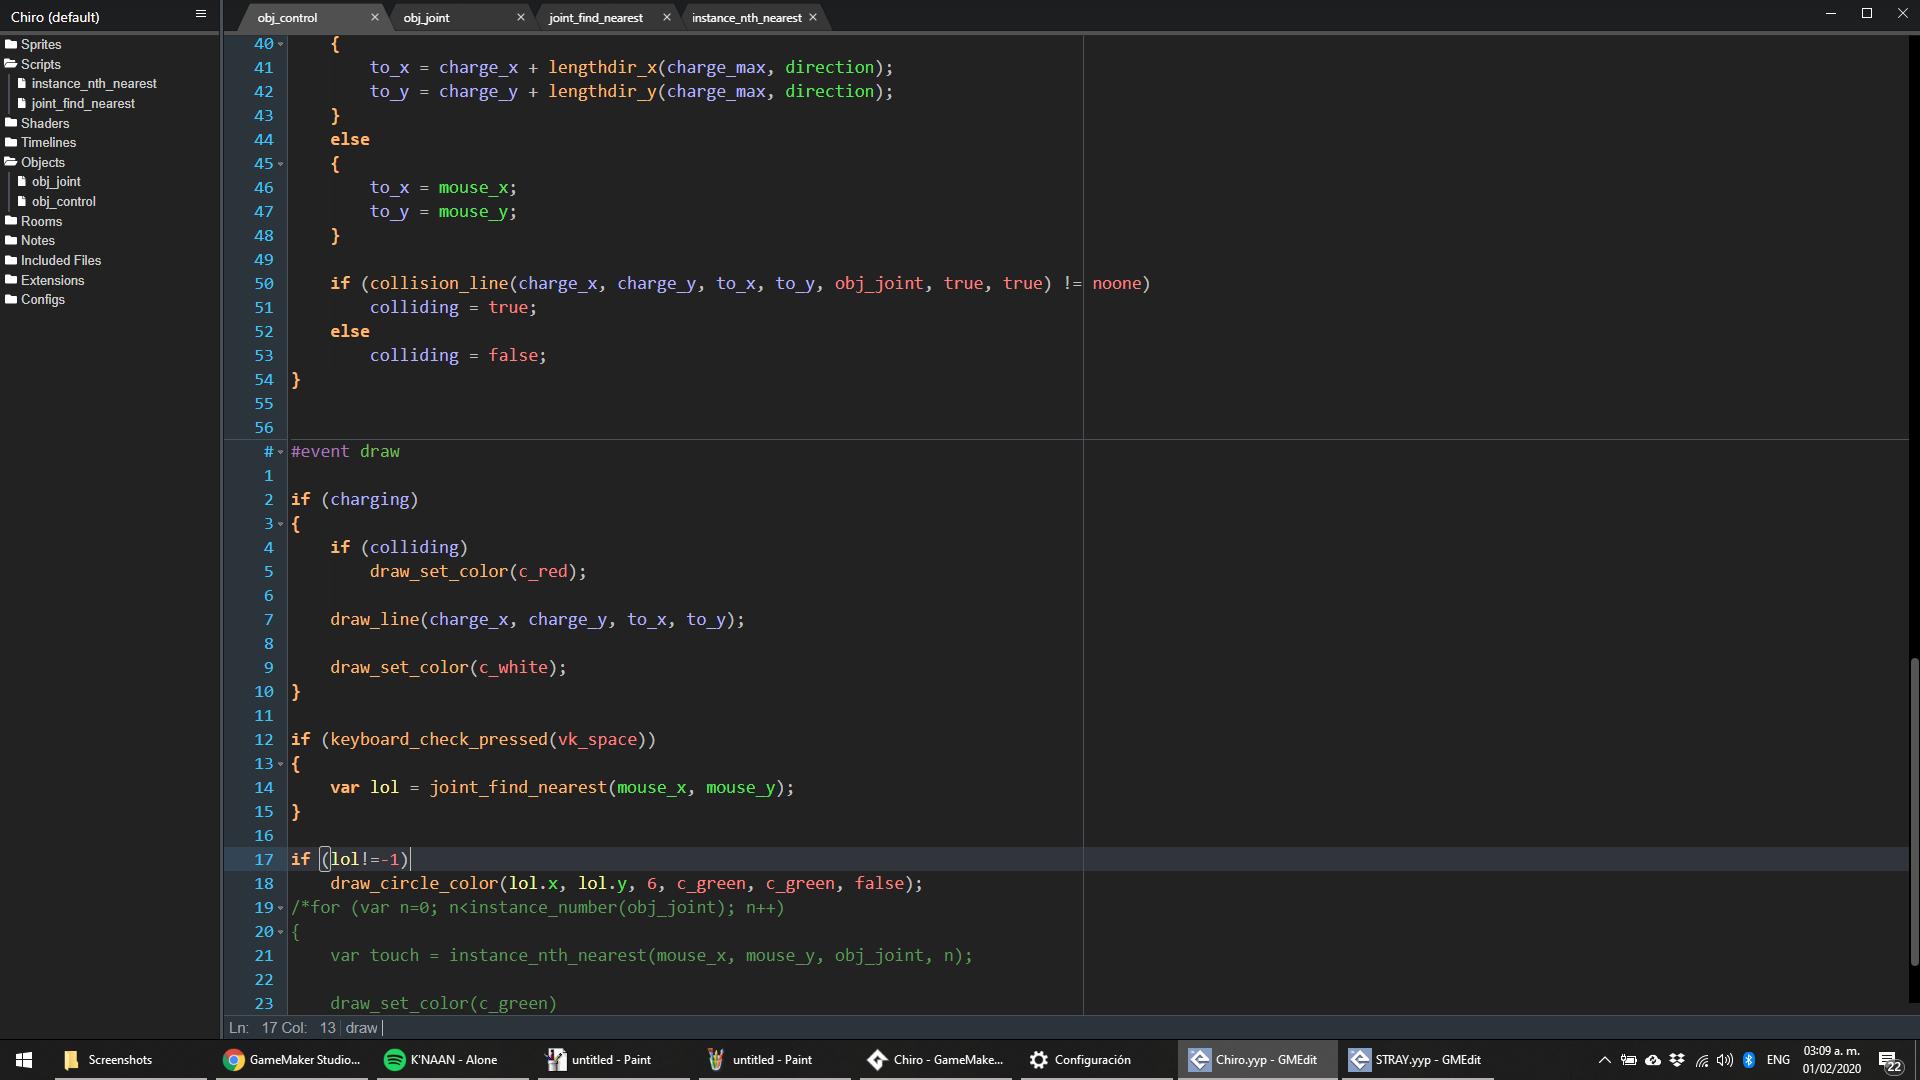 Chiro (default)
obj_control
obj_joint
joint_find_nearest
instance_nth_nearest
Sprites
Scripts
instance_nth_nearest
joint_find_nearest
Shaders
Timelines
Objects
obj_joint
obj_control
Rooms
Notes
Included Files
Extensions
Configs
40 {
41 to_x = charge_x + lengthdir_x(charge_max, direction);
42 to_y = charge_y + lengthdir_y(charge_max, direction);
43 }
44 else
45 {
46 to_x = mouse_x;
47 to_y = mouse_y;
48 }
49
50 if (collision_line(charge_x, charge_y, to_x, to_y, obj_joint, true, true) != noone)
51 colliding = true;
52 else
53 colliding = false;
54 }
55
56
# #event draw
1
2 if (charging)
3 {
4 if (colliding)
5 draw_set_color(c_red);
6
7 draw_line(charge_x, charge_y, to_x, to_y);
8
9 draw_set_color(c_white);
10 }
11
12 if (keyboard_check_pressed(vk_space))
13 {
14 var lol = joint_find_nearest(mouse_x, mouse_y);
15 }
16
17 if (lol!=-1)
18 draw_circle_color(lol.x, lol.y, 6, c_green, c_green, false);
19 /*for (var n=0; n<instance_number(obj_joint); n++)
20 {
21 var touch = instance_nth_nearest(mouse_x, mouse_y, obj_joint, n);
22
23 draw_set_color(c_green)
Ln: 17 Col: 13 draw
Screenshots
GameMaker Studio...
K'NAAN - Alone
untitled - Paint
untitled - Paint
Chiro - GameMake...
Configuración
Chiro.yyp - GMEdit
STRAY.yyp - GMEdit
ENG
03:09 a. m.
01/02/2020
22